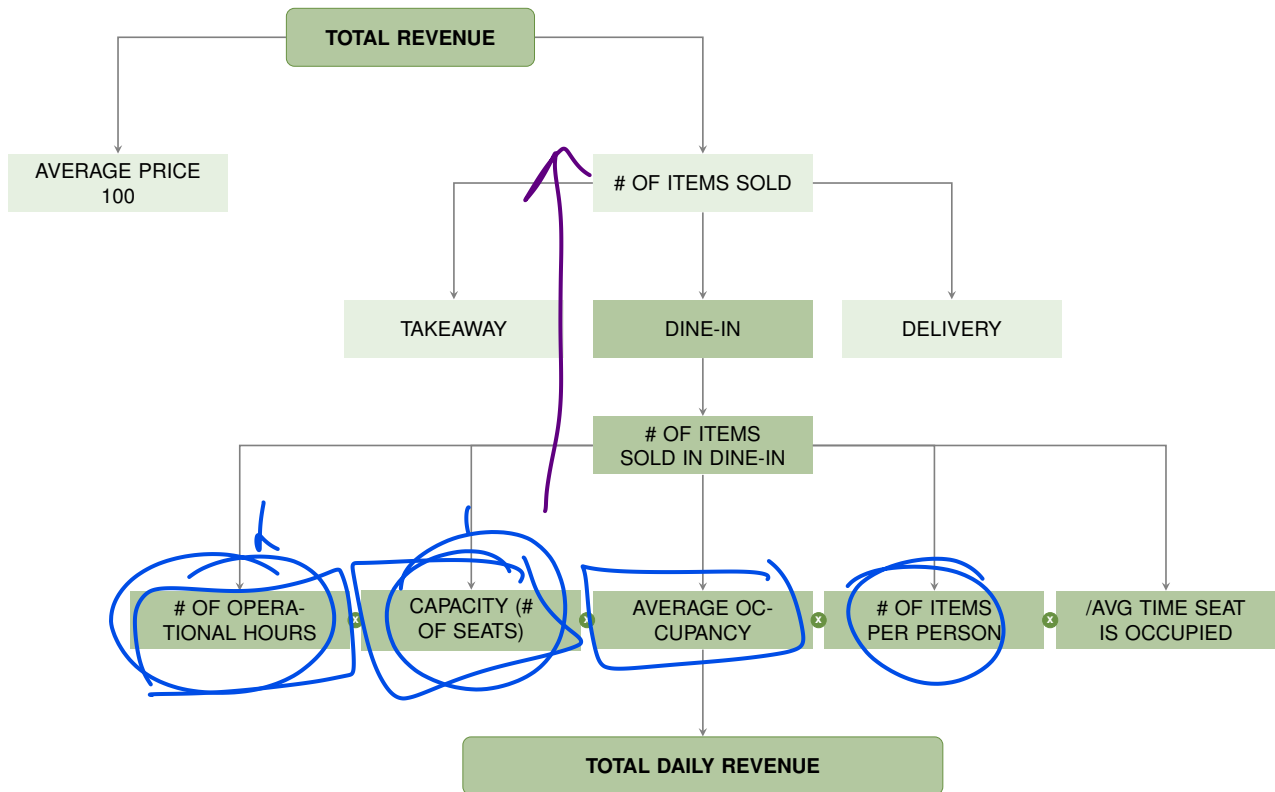 TOTAL REVENUE
AVERAGE PRICE
100
# OF ITEMS SOLD
TAKEAWAY
DINE-IN
DELIVERY
# OF ITEMS
SOLD IN DINE-IN
# OF OPERA-
TIONAL HOURS
x
CAPACITY (#
OF SEATS)
x
AVERAGE OC-
CUPANCY
x
# OF ITEMS
PER PERSON
x
/AVG TIME SEAT
IS OCCUPIED
TOTAL DAILY REVENUE